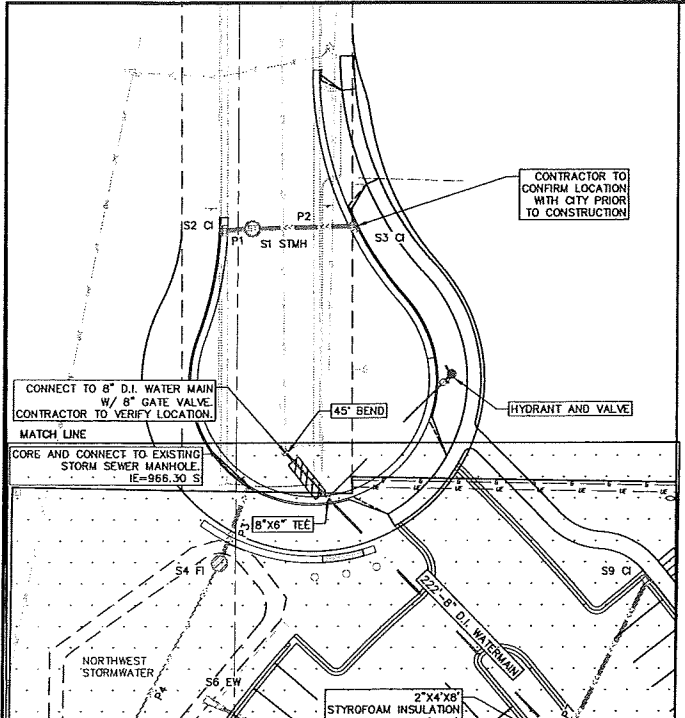 CONTRACTOR TO
CONFIRM LOCATION
WITH CITY PRIOR
TO CONSTRUCTION
S2 CI
P2
P1
S1 STMH
S3 CI
CONNECT TO 8" D.I. WATER MAIN
W/ 8" GATE VALVE.
CONTRACTOR TO VERIFY LOCATION.
45° BEND
HYDRANT AND VALVE
MATCH LINE
CORE AND CONNECT TO EXISTING
STORM SEWER MANHOLE.
IE=966.30 S
8"X6" TEE
P3
S4 FI
S9 CI
222'-8" D.I. WATERMAIN
NORTHWEST
STORMWATER
S6 EW
P4
2"X4'X8'
STYROFOAM INSULATION